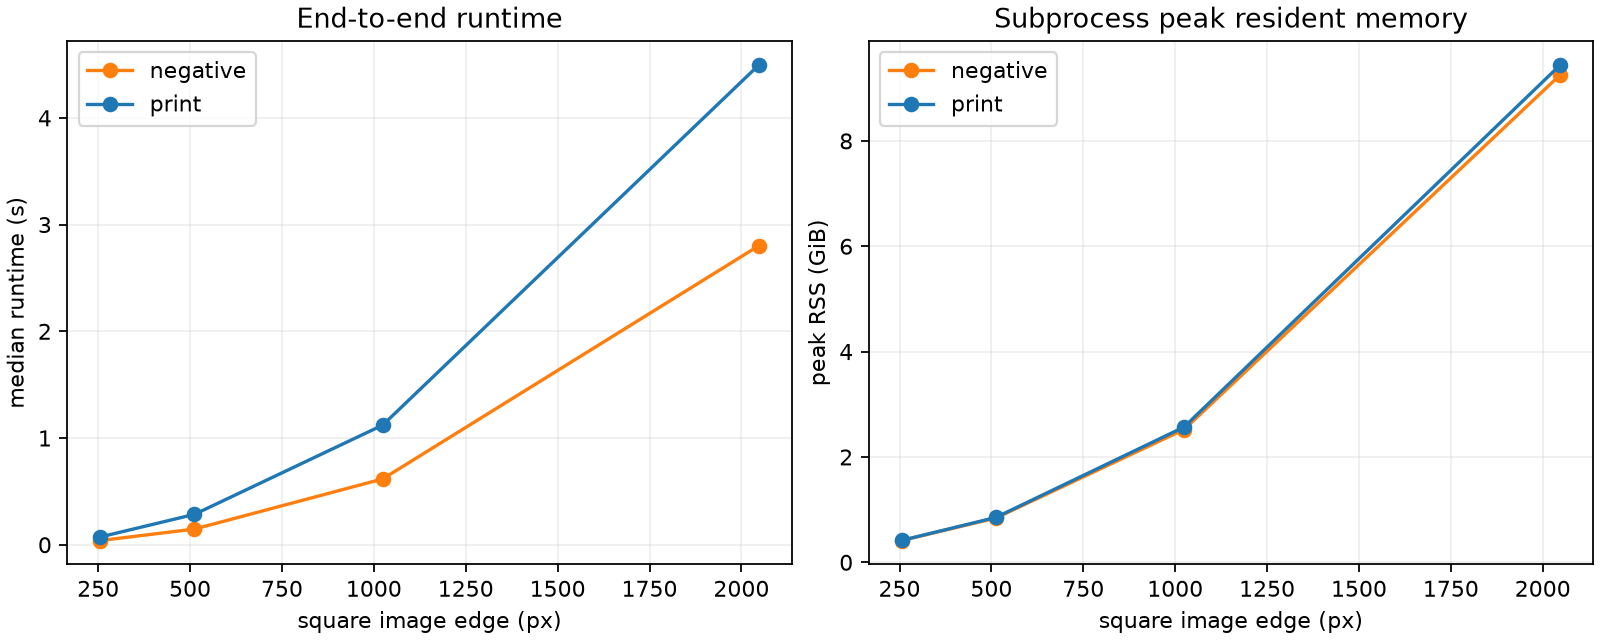 End-to-end runtime
negative
print
4
3
2
1
0
median runtime (s)
250 500 750 1000 1250 1500 1750 2000
square image edge (px)
Subprocess peak resident memory
negative
print
8
6
4
2
0
peak RSS (GiB)
250 500 750 1000 1250 1500 1750 2000
square image edge (px)